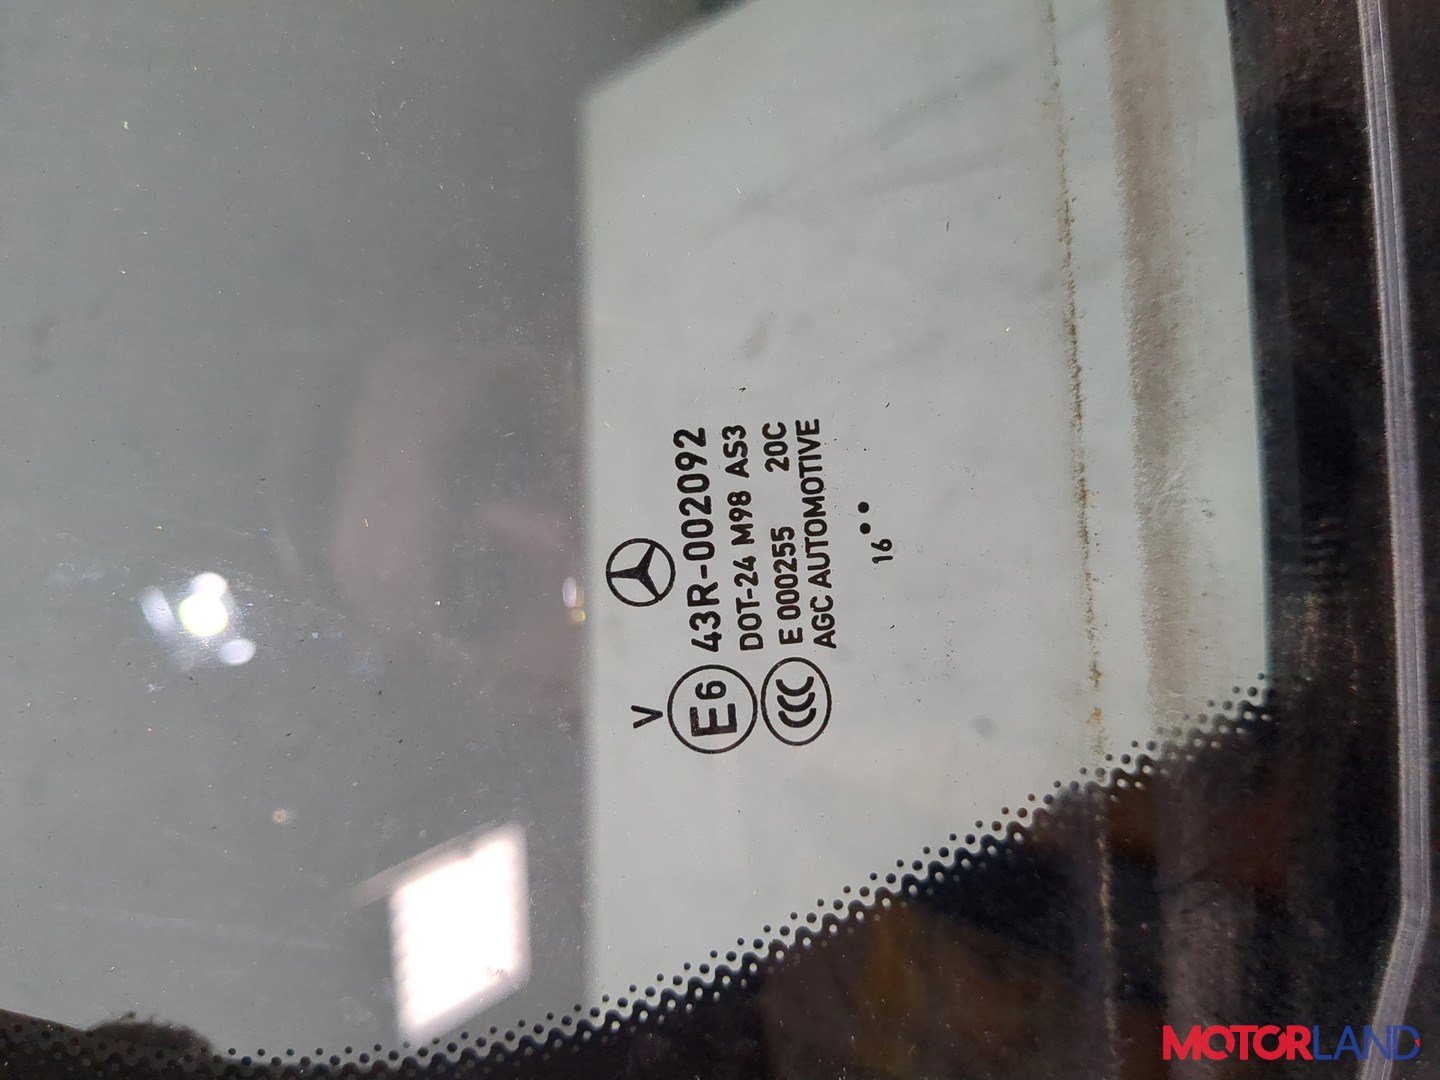 V
E6 43R-002092
DOT-24 M98 AS3
CCC E 000255 20C
AGC AUTOMOTIVE
16••
MOTORLAND